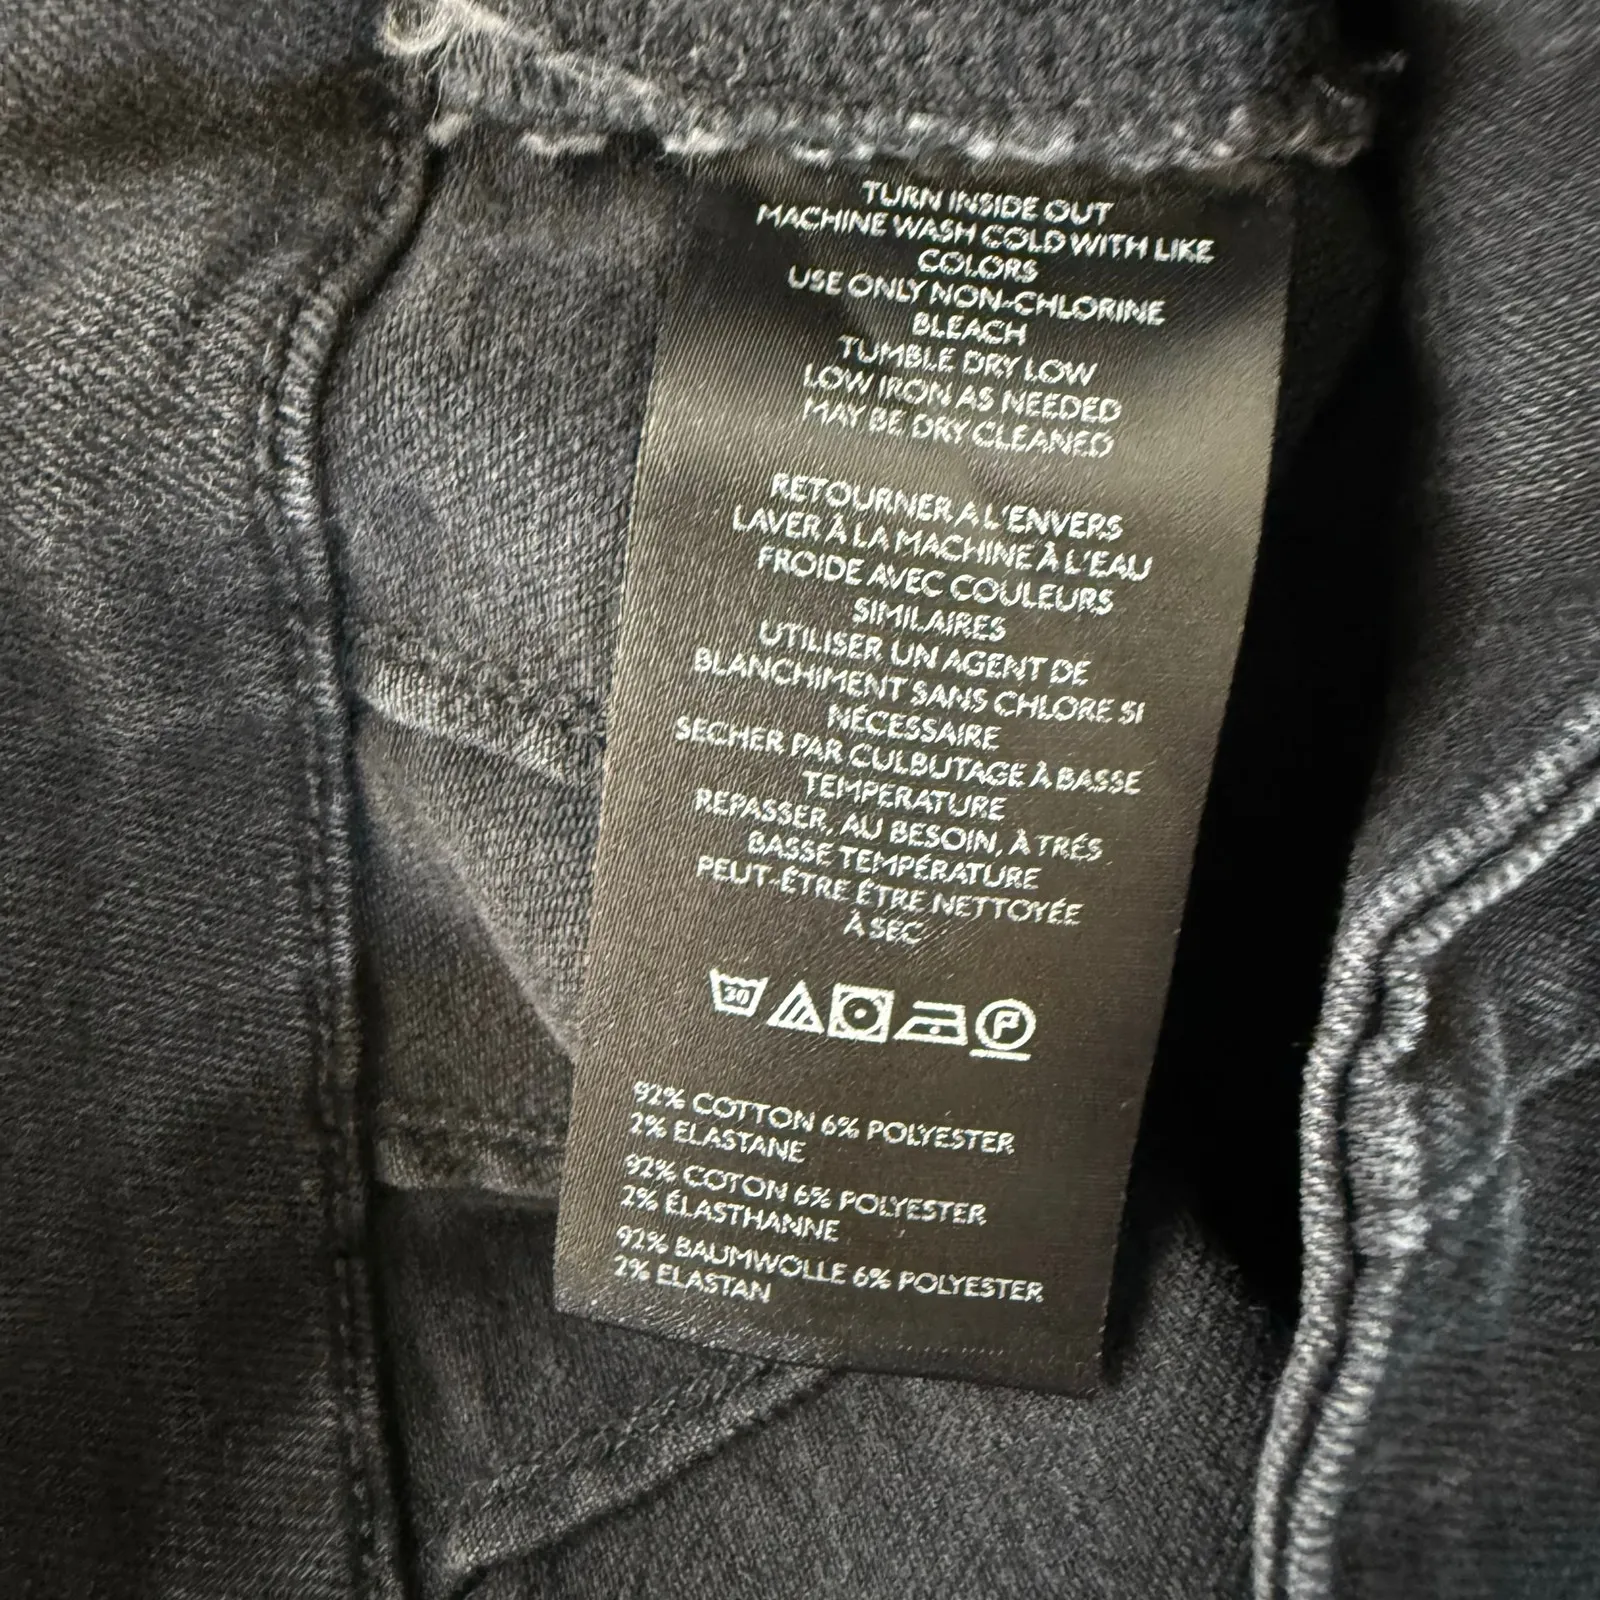 TURN INSIDE OUT
MACHINE WASH COLD WITH LIKE
COLORS
USE ONLY NON-CHLORINE
BLEACH
TUMBLE DRY LOW
LOW IRON AS NEEDED
MAY BE DRY CLEANED
RETOURNER A L'ENVERS
LAVER À LA MACHINE À L'EAU
FROIDE AVEC COULEURS
SIMILAIRES
UTILISER UN AGENT DE
BLANCHIMENT SANS CHLORE SI
NÉCESSAIRE
SECHER PAR CULBUTAGE À BASSE
TEMPERATURE
REPASSER, AU BESOIN, À TRÉS
BASSE TEMPÉRATURE
PEUT-ÊTRE ÊTRE NETTOYÉE
À SEC
30 P
92% COTTON 6% POLYESTER
2% ELASTANE
92% COTON 6% POLYESTER
2% ÉLASTHANNE
92% BAUMWOLLE 6% POLYESTER
2% ELASTAN